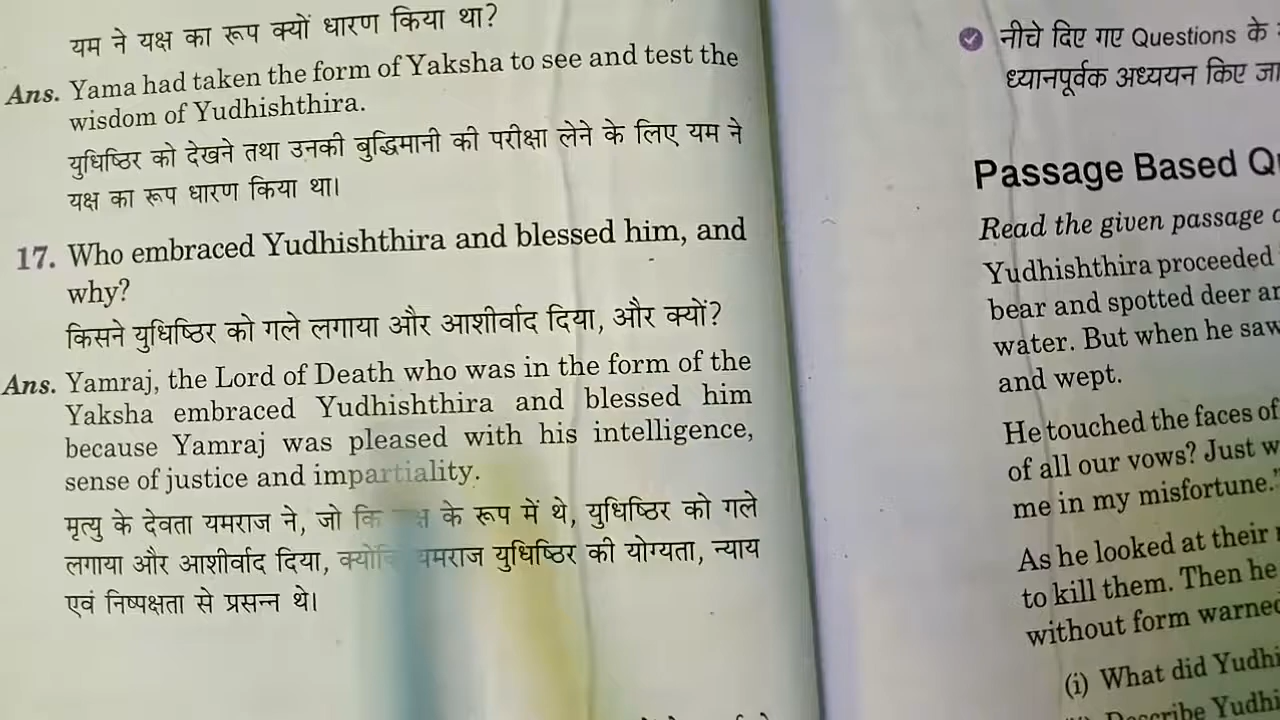 यम ने यक्ष का रूप क्यों धारण किया था?
Ans. Yama had taken the form of Yaksha to see and test the
wisdom of Yudhishthira.
युधिष्ठिर को देखने तथा उनकी बुद्धिमानी की परीक्षा लेने के लिए यम ने
यक्ष का रूप धारण किया था।
17. Who embraced Yudhishthira and blessed him, and
why?
किसने युधिष्ठिर को गले लगाया और आशीर्वाद दिया, और क्यों?
Ans. Yamraj, the Lord of Death who was in the form of the
Yaksha embraced Yudhishthira and blessed him
because Yamraj was pleased with his intelligence,
sense of justice and impartiality.
मृत्यु के देवता यमराज ने, जो कि के रूप में थे, युधिष्ठिर को गले
लगाया और आशीर्वाद दिया, यमराज युधिष्ठिर की योग्यता, न्याय
एवं निष्पक्षता से प्रसन्न थे।
नीचे दिए गए Questions के
ध्यानपूर्वक अध्ययन किए
Passage Based
Read the given passage
Yudhishthira proceeded
bear and spotted deer
water. But when he saw
and wept.
He touched the faces of
of all our vows? Just
me in my misfortune."
As he looked at their
to kill them. Then he
without form
(i) What did
Describe